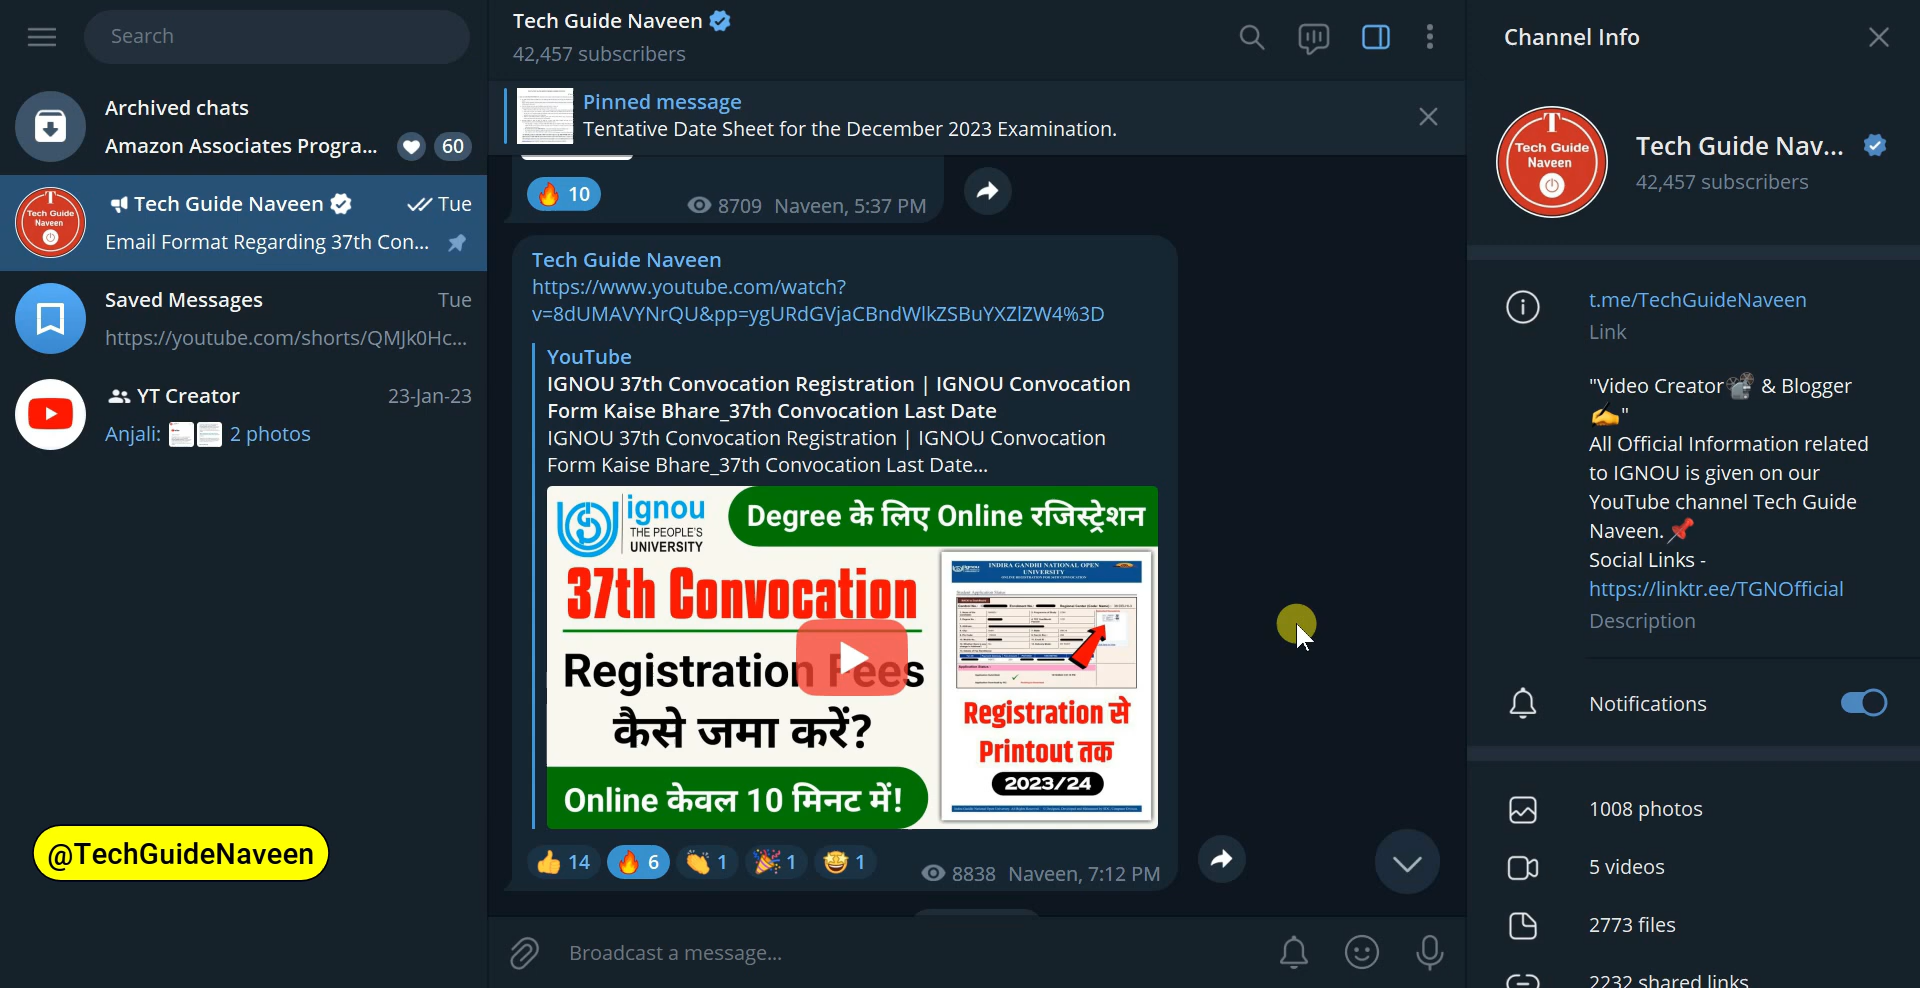 Search
Archived chats
Amazon Associates Progra... 60
Tech Guide Naveen Tue
Email Format Regarding 37th Con...
Saved Messages Tue
https://youtube.com/shorts/QMJk0Hc...
YT Creator 23-Jan-23
Anjali: 2 photos
@TechGuideNaveen
Tech Guide Naveen
42,457 subscribers
Pinned message
Tentative Date Sheet for the December 2023 Examination.
10 8709 Naveen, 5:37 PM
Tech Guide Naveen
https://www.youtube.com/watch?
v=8dUMAVYNrQU&pp=ygURdGVjaCBndWlkZSBuYXZlZW4%3D
YouTube
IGNOU 37th Convocation Registration | IGNOU Convocation
Form Kaise Bhare_37th Convocation Last Date
IGNOU 37th Convocation Registration | IGNOU Convocation
Form Kaise Bhare_37th Convocation Last Date...
ignou
THE PEOPLE'S
UNIVERSITY
Degree के लिए Online रजिस्ट्रेशन
37th Convocation
Registration Fees
कैसे जमा करें?
Online केवल 10 मिनट में!
INDIRA GANDHI NATIONAL OPEN
UNIVERSITY
Registration से
Printout तक
2023/24
14 6 1 1 1 8838 Naveen, 7:12 PM
Broadcast a message...
Channel Info
T
Tech Guide
Naveen
Tech Guide Nav...
42,457 subscribers
t.me/TechGuideNaveen
Link
"Video Creator📽 & Blogger
✍"
All Official Information related
to IGNOU is given on our
YouTube channel Tech Guide
Naveen.📌
Social Links -
https://linktr.ee/TGNOfficial
Description
Notifications
1008 photos
5 videos
2773 files
2232 shared links